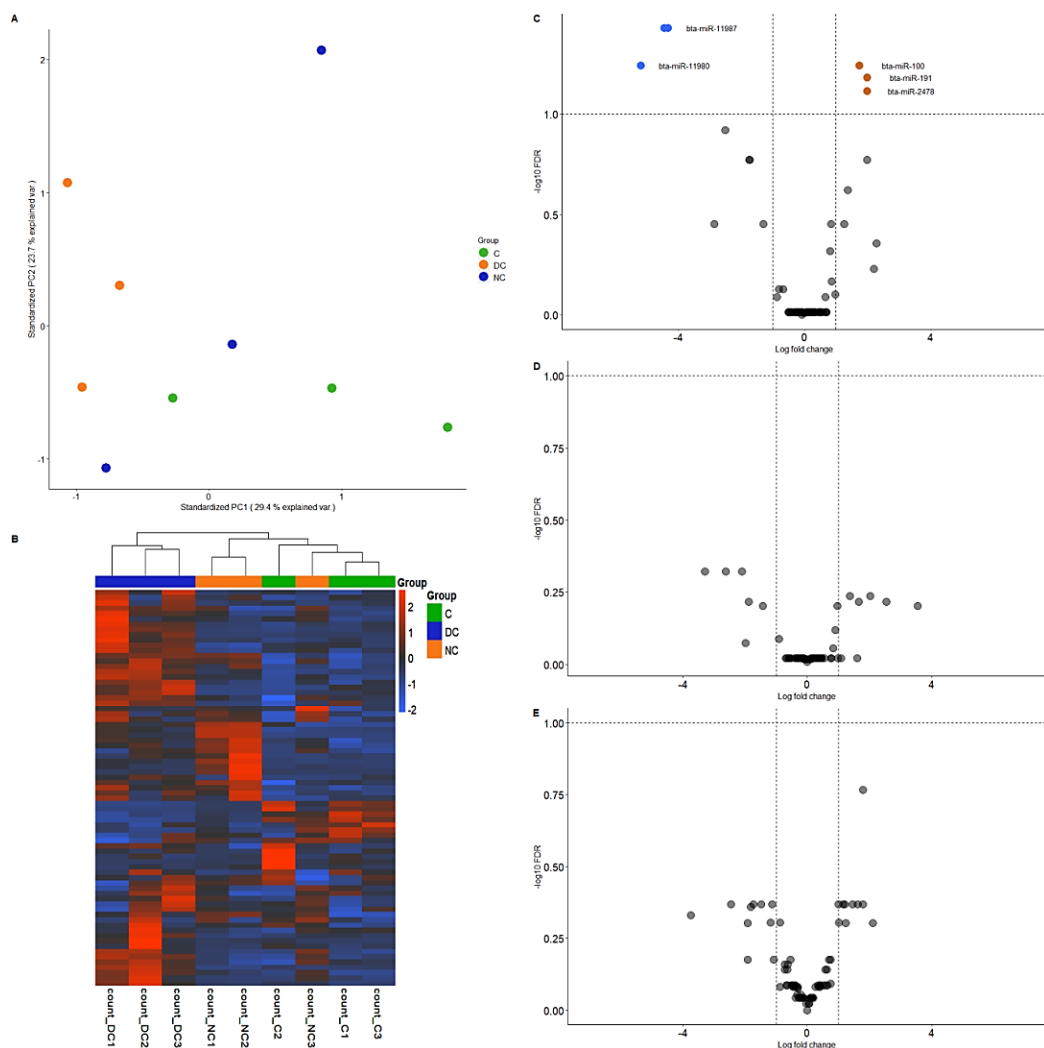 A
2
1
0
-1
Standardized PC2 ( 23.7 % explained var.)
-1
0
1
Standardized PC1 ( 29.4 % explained var.)
Group
C
DC
NC
B
Group
2
1
0
-1
-2
Group
C
DC
NC
count_DC1
count_DC2
count_DC3
count_NC1
count_NC2
count_C2
count_NC3
count_C1
count_C3
C
bta-miR-11987
bta-miR-11980
bta-miR-100
bta-miR-191
bta-miR-2478
1.0
0.5
0.0
-log10 FDR
-4
0
4
Log fold change
D
1.00
0.75
0.50
0.25
0.00
-log10 FDR
-4
0
4
Log fold change
E
1.00
0.75
0.50
0.25
0.00
-log10 FDR
-4
0
4
Log fold change